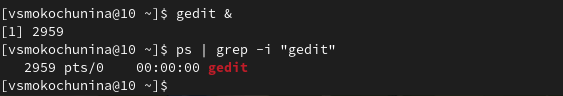 [vsmokochunina@10 ~]$ gedit &
[1] 2959
[vsmokochunina@10 ~]$ ps | grep -i "gedit"
   2959 pts/0    00:00:00 gedit
[vsmokochunina@10 ~]$